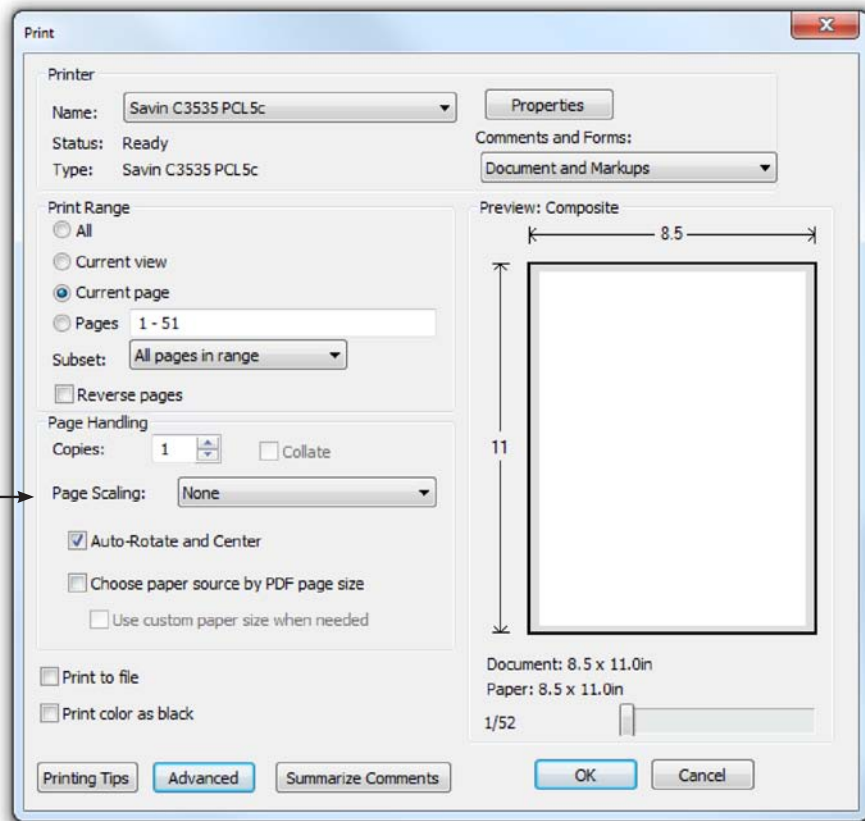 Print
Printer
Name: Savin C3535 PCL5c
Properties
Status: Ready
Comments and Forms:
Type: Savin C3535 PCL5c
Document and Markups
Print Range
All
Current view
Current page
Pages 1 - 51
Subset: All pages in range
Reverse pages
Page Handling
Copies: 1 Collate
Page Scaling: None
Auto-Rotate and Center
Choose paper source by PDF page size
Use custom paper size when needed
Print to file
Print color as black
Preview: Composite
8.5
11
Document: 8.5 x 11.0in
Paper: 8.5 x 11.0in
1/52
Printing Tips Advanced Summarize Comments OK Cancel